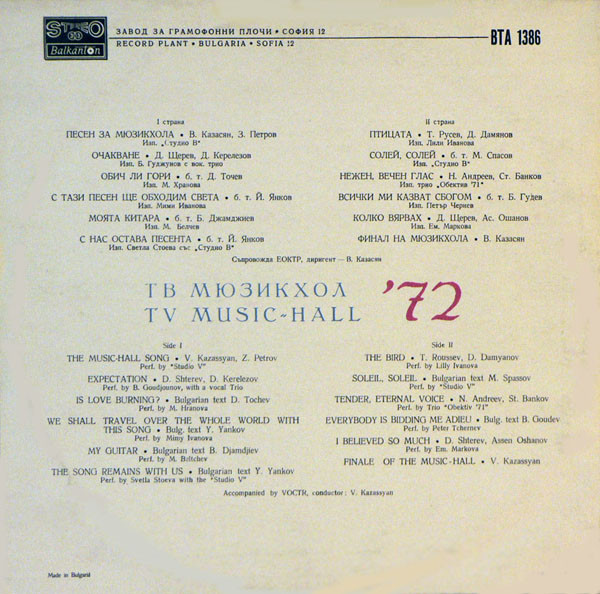 STEREO
33
Balkanton
ЗАВОД ЗА ГРАМОФОННИ ПЛОЧИ • СОФИЯ 12
RECORD PLANT • BULGARIA • SOFIA 12
ВТА 1386
I страна
ПЕСЕН ЗА МЮЗИКХОЛА • В. Казасян, З. Петров
Изп. „Студио В"
ОЧАКВАНЕ • Д. Щерев, Д. Керелезов
Изп. Б. Гуджунов с вок. трио
ОБИЧ ЛИ ГОРИ • б. т. Д. Точев
Изп. М. Хранова
С ТАЗИ ПЕСЕН ЩЕ ОБХОДИМ СВЕТА • б. т. Й. Янков
Изп. Мими Иванова
МОЯТА КИТАРА • б. т. Б. Джамджиев
Изп. М. Белчев
С НАС ОСТАВА ПЕСЕНТА • б. т. Й. Янков
Изп. Светла Стоева със „Студио В"
II страна
ПТИЦАТА • Т. Русев, Д. Дамянов
Изп. Лили Иванова
СОЛЕЙ, СОЛЕЙ • б. т. М. Спасов
Изп. „Студио В"
НЕЖЕН, ВЕЧЕН ГЛАС • Н. Андреев, Ст. Банков
Изп. трио „Обектив '71"
ВСИЧКИ МИ КАЗВАТ СБОГОМ • б. т. Б. Гудев
Изп. Петър Чернев
КОЛКО ВЯРВАХ • Д. Щерев, Ас. Ошанов
Изп. Ем. Маркова
ФИНАЛ НА МЮЗИКХОЛА • В. Казасян
Съпровожда ЕОКТР, диригент — В. Казасян
ТВ МЮЗИКХОЛ '72
TV MUSIC-HALL
Side I
THE MUSIC-HALL SONG • V. Kazassyan, Z. Petrov
Perf. by "Studio V"
EXPECTATION • D. Shterev, D. Kerelezov
Perf. by B. Goudjounov, with a vocal Trio
IS LOVE BURNING? • Bulgarian text D. Tochev
Perf. by M. Hranova
WE SHALL TRAVEL OVER THE WHOLE WORLD WITH
THIS SONG • Bulg. text Y. Yankov
Perf. by Mimy Ivanova
MY GUITAR • Bulgarian text B. Djamdjiev
Perf. by M. Beltchev
THE SONG REMAINS WITH US • Bulgarian text Y. Yankov
Perf. by Svetla Stoeva with the "Studio V"
Side II
THE BIRD • T. Roussev, D. Damyanov
Perf. by Lilly Ivanova
SOLEIL, SOLEIL • Bulgarian text M. Spassov
Perf. by "Studio V"
TENDER, ETERNAL VOICE • N. Andreev, St. Bankov
Perf. by Trio "Obektiv '71"
EVERYBODY IS BIDDING ME ADIEU • Bulg. text B. Goudev
Perf. by Peter Tchernev
I BELIEVED SO MUCH • D. Shterev, Assen Oshanov
Perf. by Em. Markova
FINALE OF THE MUSIC-HALL • V. Kazassyan
Accompanied by VOCTR, conductor: V. Kazassyan
Made in Bulgaria